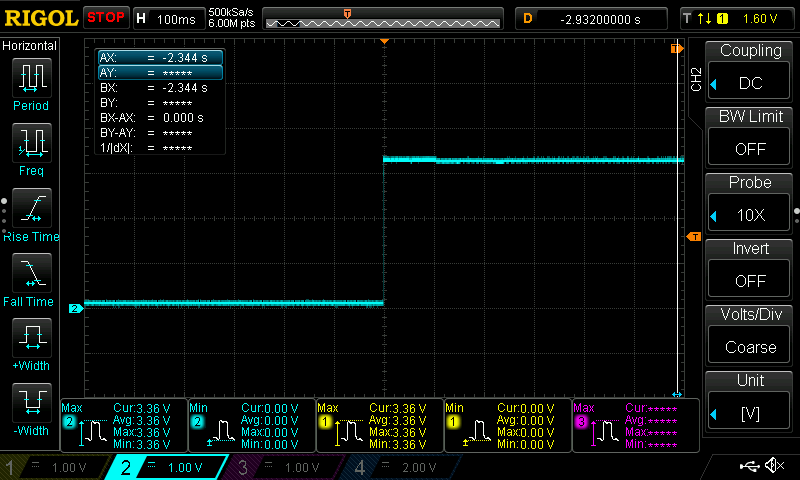 RIGOL STOP H 100ms 500kSa/s 6.00M pts T D -2.93200000 s T 1 1.60 V
Horizontal
Period
Freq
Rise Time
Fall Time
+Width
-Width
AX: = -2.344 s
AY: = *****
BX: = -2.344 s
BY: = *****
BX-AX: = 0.000 s
BY-AY: = *****
1/|dX|: = *****
T
T
2
CH2
Coupling
DC
BW Limit
OFF
Probe
10X
Invert
OFF
Volts/Div
Coarse
Unit
[V]
Max
2
Cur:3.36 V
Avg:3.36 V
Max:3.36 V
Min:3.36 V
Min
2
Cur:0.00 V
Avg:0.00 V
Max:0.00 V
Min:0.00 V
Max
1
Cur:3.36 V
Avg:3.36 V
Max:3.36 V
Min:3.36 V
Min
1
Cur:0.00 V
Avg:0.00 V
Max:0.00 V
Min:0.00 V
Max
3
Cur:*****
Avg:*****
Max:*****
Min:*****
1 1.00 V 2 1.00 V 3 1.00 V 4 2.00 V